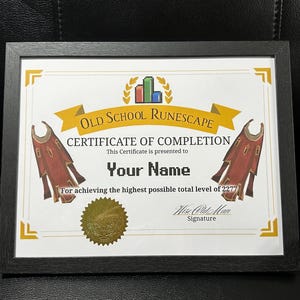 OLD SCHOOL RUNESCAPE
CERTIFICATE OF COMPLETION
This Certificate is presented to
Your Name
For achieving the highest possible total level of 2277
Wise Old Man
Signature